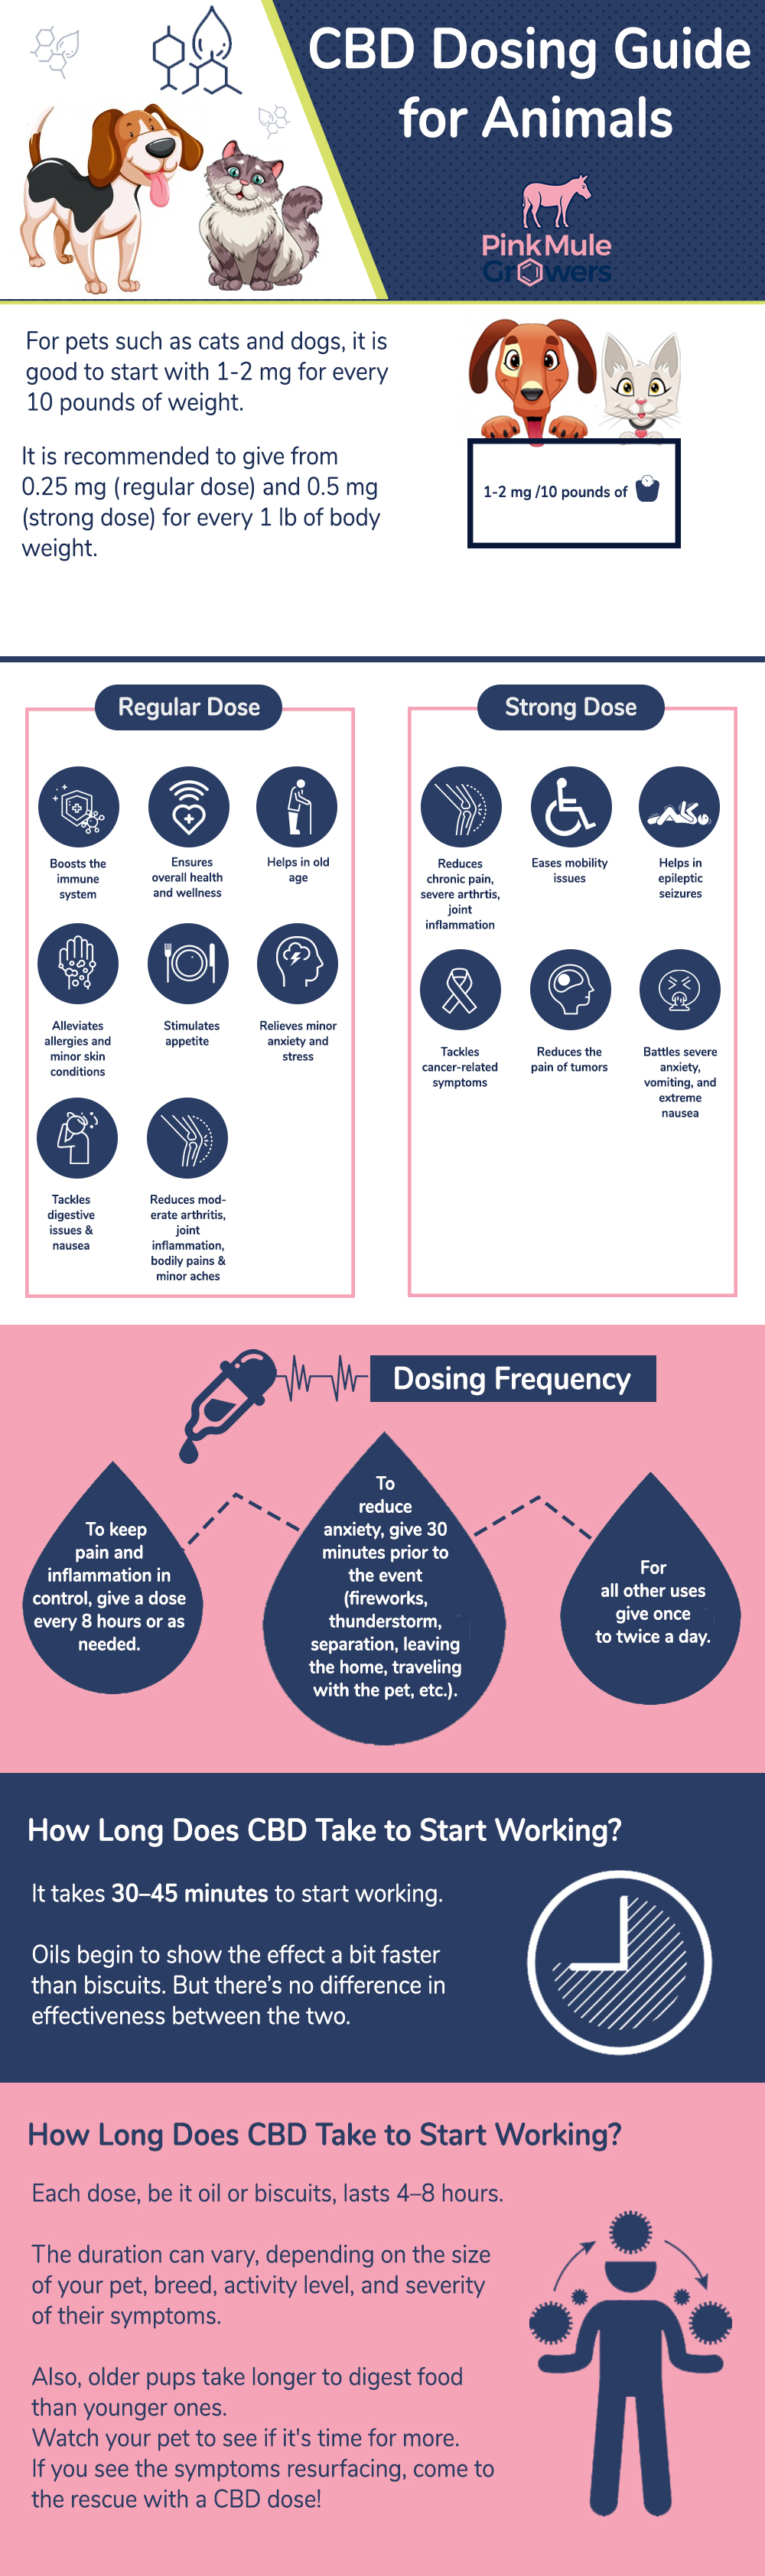 CBD Dosing Guide
for Animals
Pink Mule
Growers
For pets such as cats and dogs, it is
good to start with 1-2 mg for every
10 pounds of weight.
It is recommended to give from
0.25 mg (regular dose) and 0.5 mg
(strong dose) for every 1 lb of body
weight.
1-2 mg /10 pounds of
Regular Dose
Boosts the
immune
system
Ensures
overall health
and wellness
Helps in old
age
Alleviates
allergies and
minor skin
conditions
Stimulates
appetite
Relieves minor
anxiety and
stress
Tackles
digestive
issues &
nausea
Reduces mod-
erate arthritis,
joint
inflammation,
bodily pains &
minor aches
Strong Dose
Reduces
chronic pain,
severe arthrtis,
joint
inflammation
Eases mobility
issues
Helps in
epileptic
seizures
Tackles
cancer-related
symptoms
Reduces the
pain of tumors
Battles severe
anxiety,
vomiting, and
extreme
nausea
Dosing Frequency
To keep
pain and
inflammation in
control, give a dose
every 8 hours or as
needed.
To
reduce
anxiety, give 30
minutes prior to
the event
(fireworks,
thunderstorm,
separation, leaving
the home, traveling
with the pet, etc.).
For
all other uses
give once
to twice a day.
How Long Does CBD Take to Start Working?
It takes 30–45 minutes to start working.
Oils begin to show the effect a bit faster
than biscuits. But there's no difference in
effectiveness between the two.
How Long Does CBD Take to Start Working?
Each dose, be it oil or biscuits, lasts 4–8 hours.
The duration can vary, depending on the size
of your pet, breed, activity level, and severity
of their symptoms.
Also, older pups take longer to digest food
than younger ones.
Watch your pet to see if it's time for more.
If you see the symptoms resurfacing, come to
the rescue with a CBD dose!